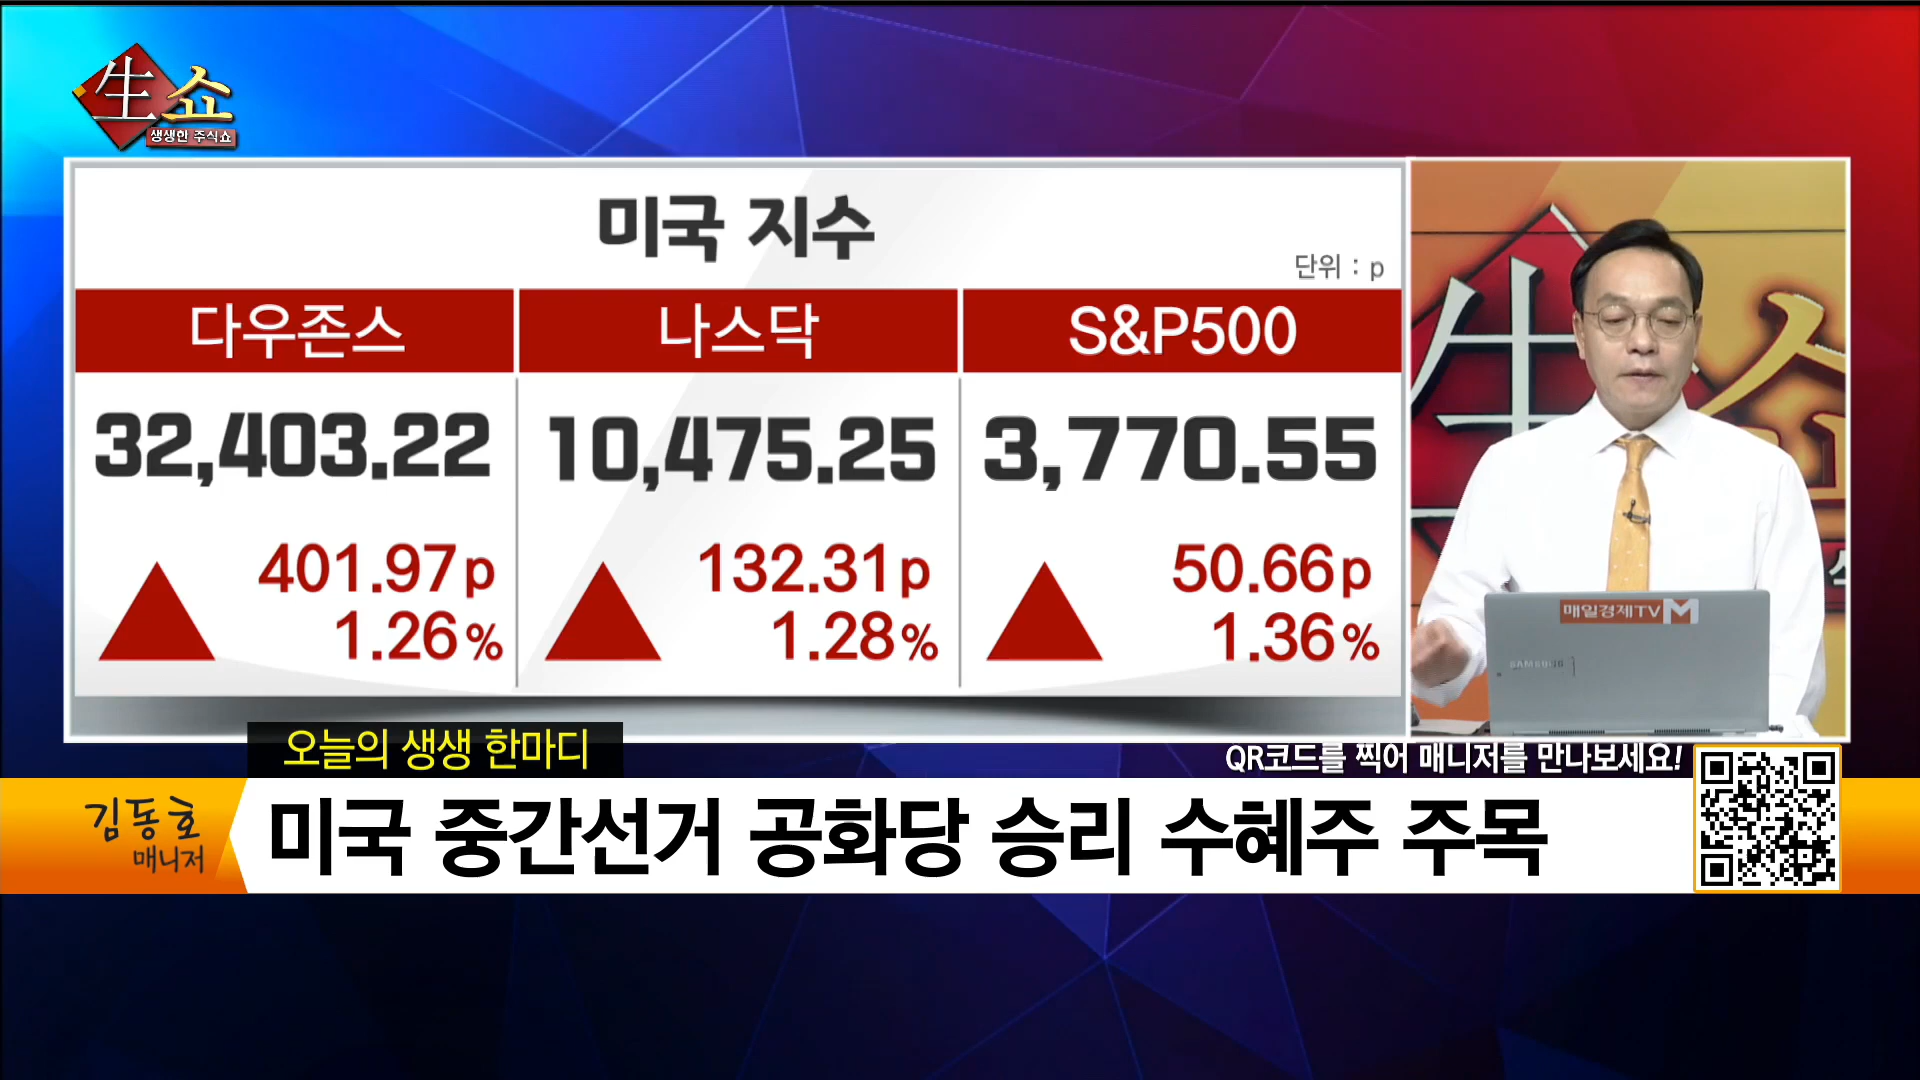 生쇼
생생한 주식쇼
미국 지수
단위 : p
다우존스
나스닥
S&P500
32,403.22
10,475.25
3,770.55
401.97p
1.26%
132.31p
1.28%
50.66p
1.36%
生쇼
매일경제TV M
SAMSUNG
오늘의 생생 한마디
QR코드를 찍어 매니저를 만나보세요!
김동호
매니저
미국 중간선거 공화당 승리 수혜주 주목